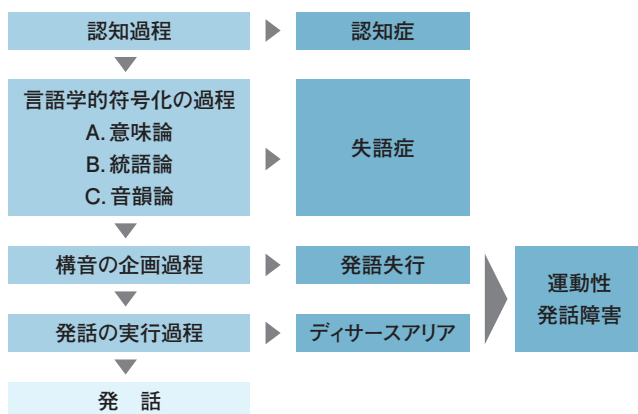 認知過程
認知症
言語学的符号化の過程
A. 意味論
B. 統語論
C. 音韻論
失語症
構音の企画過程
発語失行
発話の実行過程
ディサースアリア
運動性
発話障害
発　話